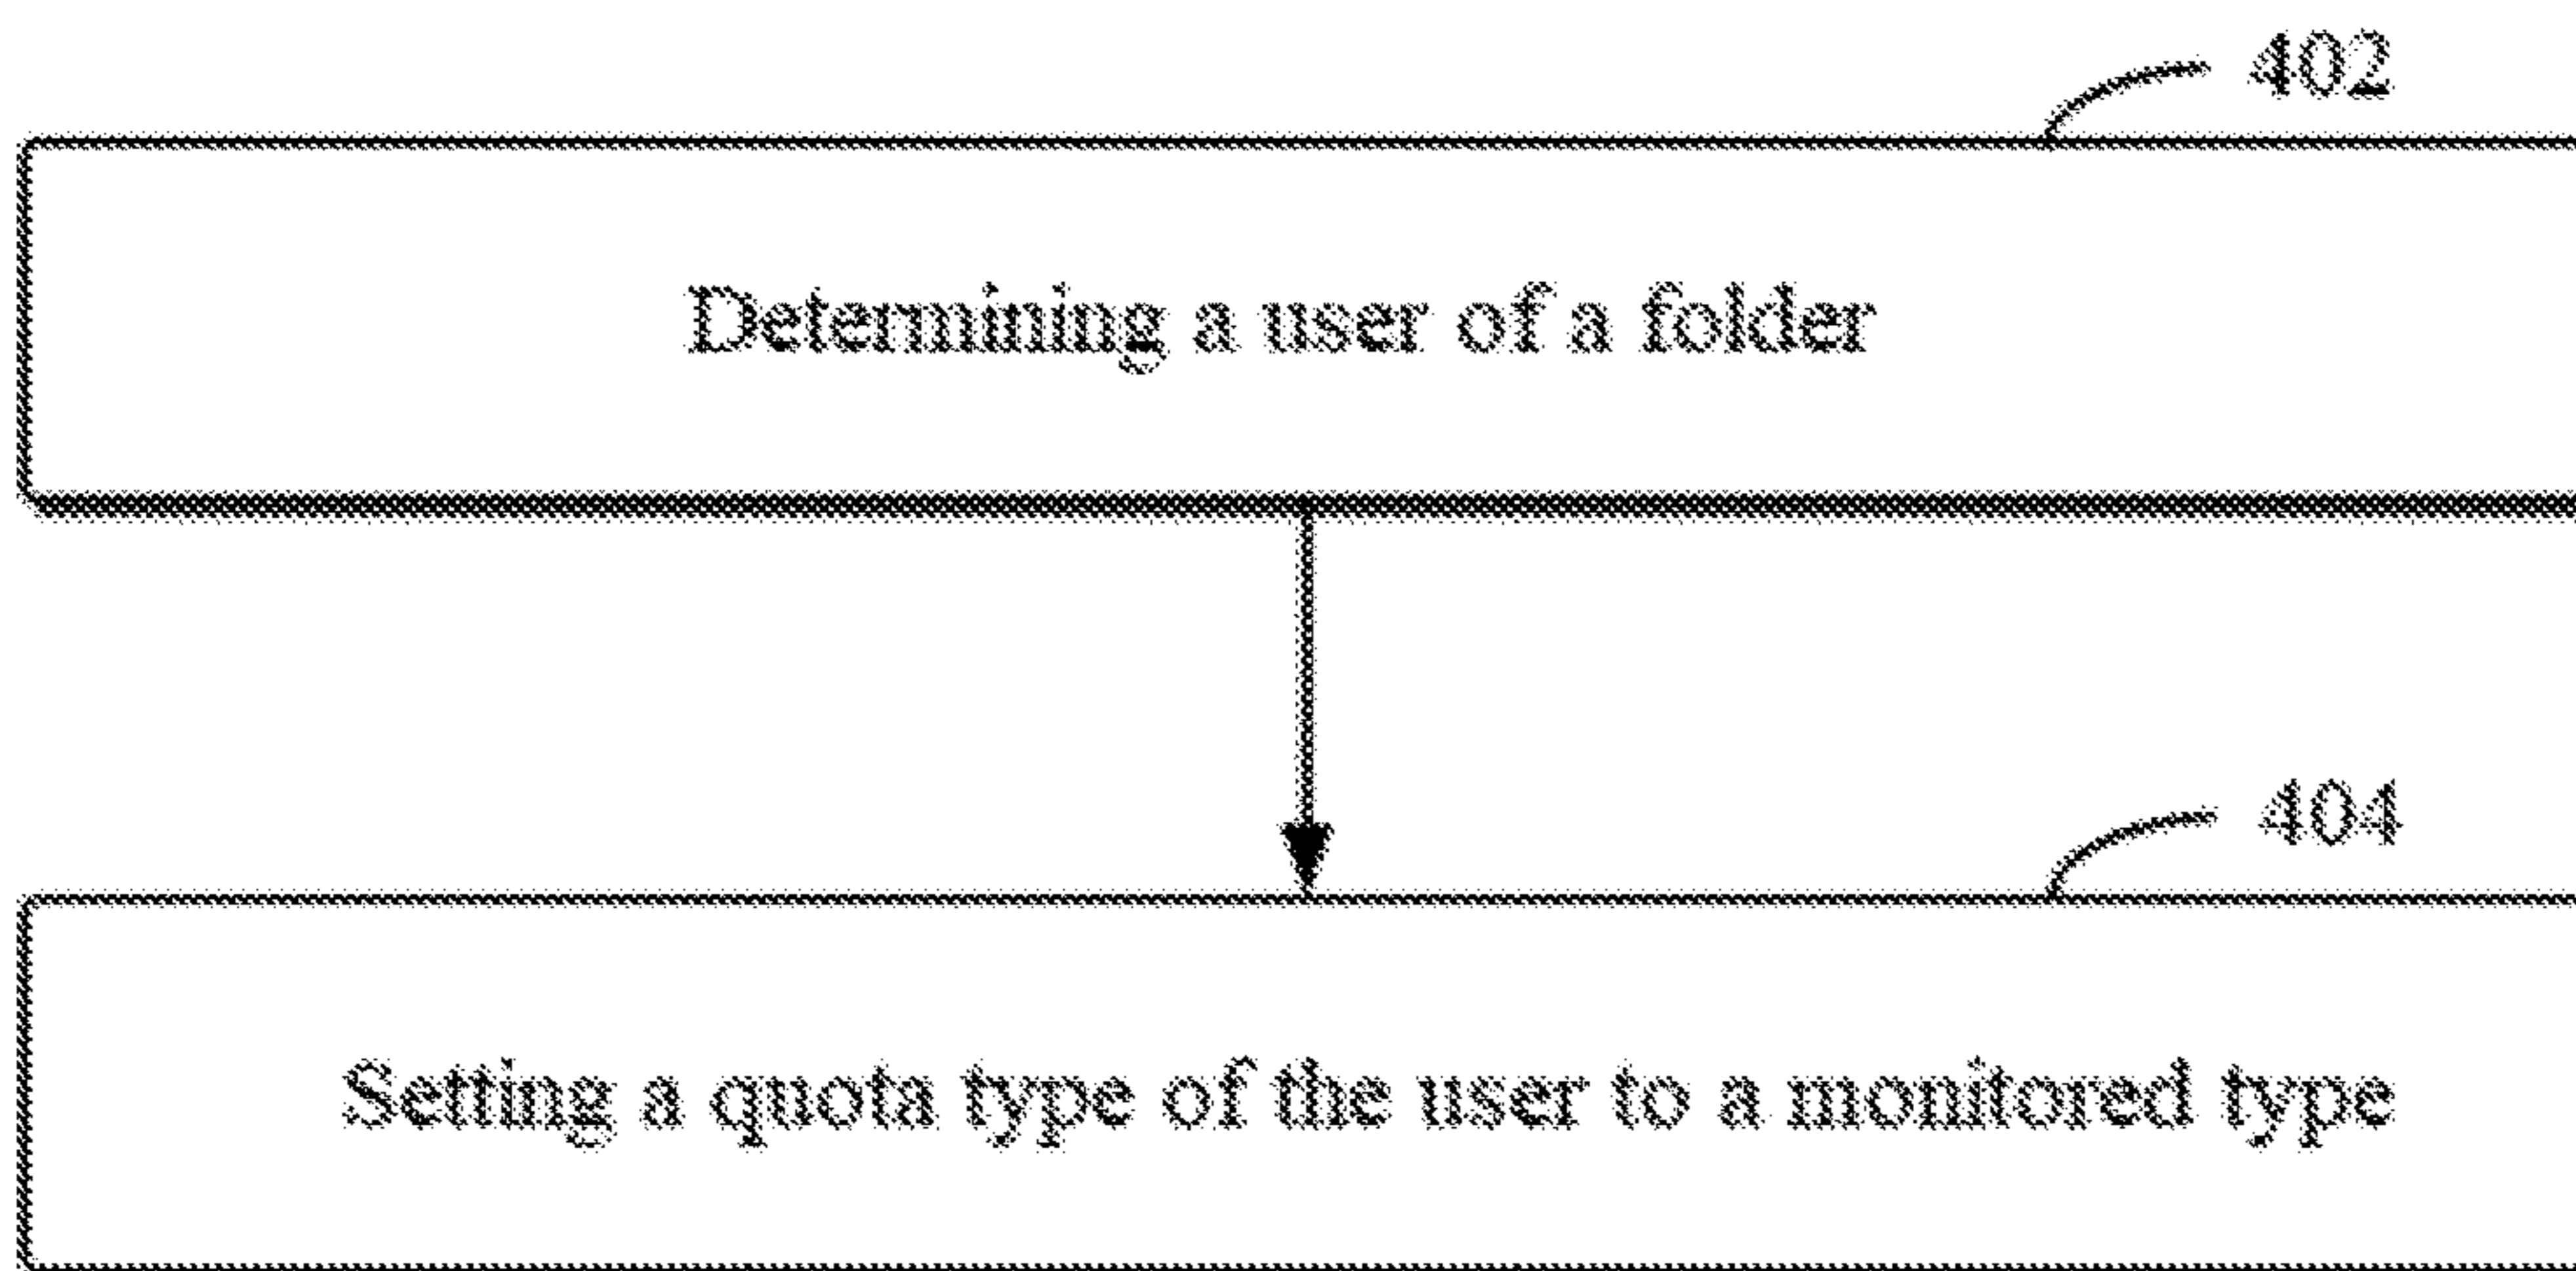 402
Determining a user of a folder
404
Setting a quota type of the user to a monitored type